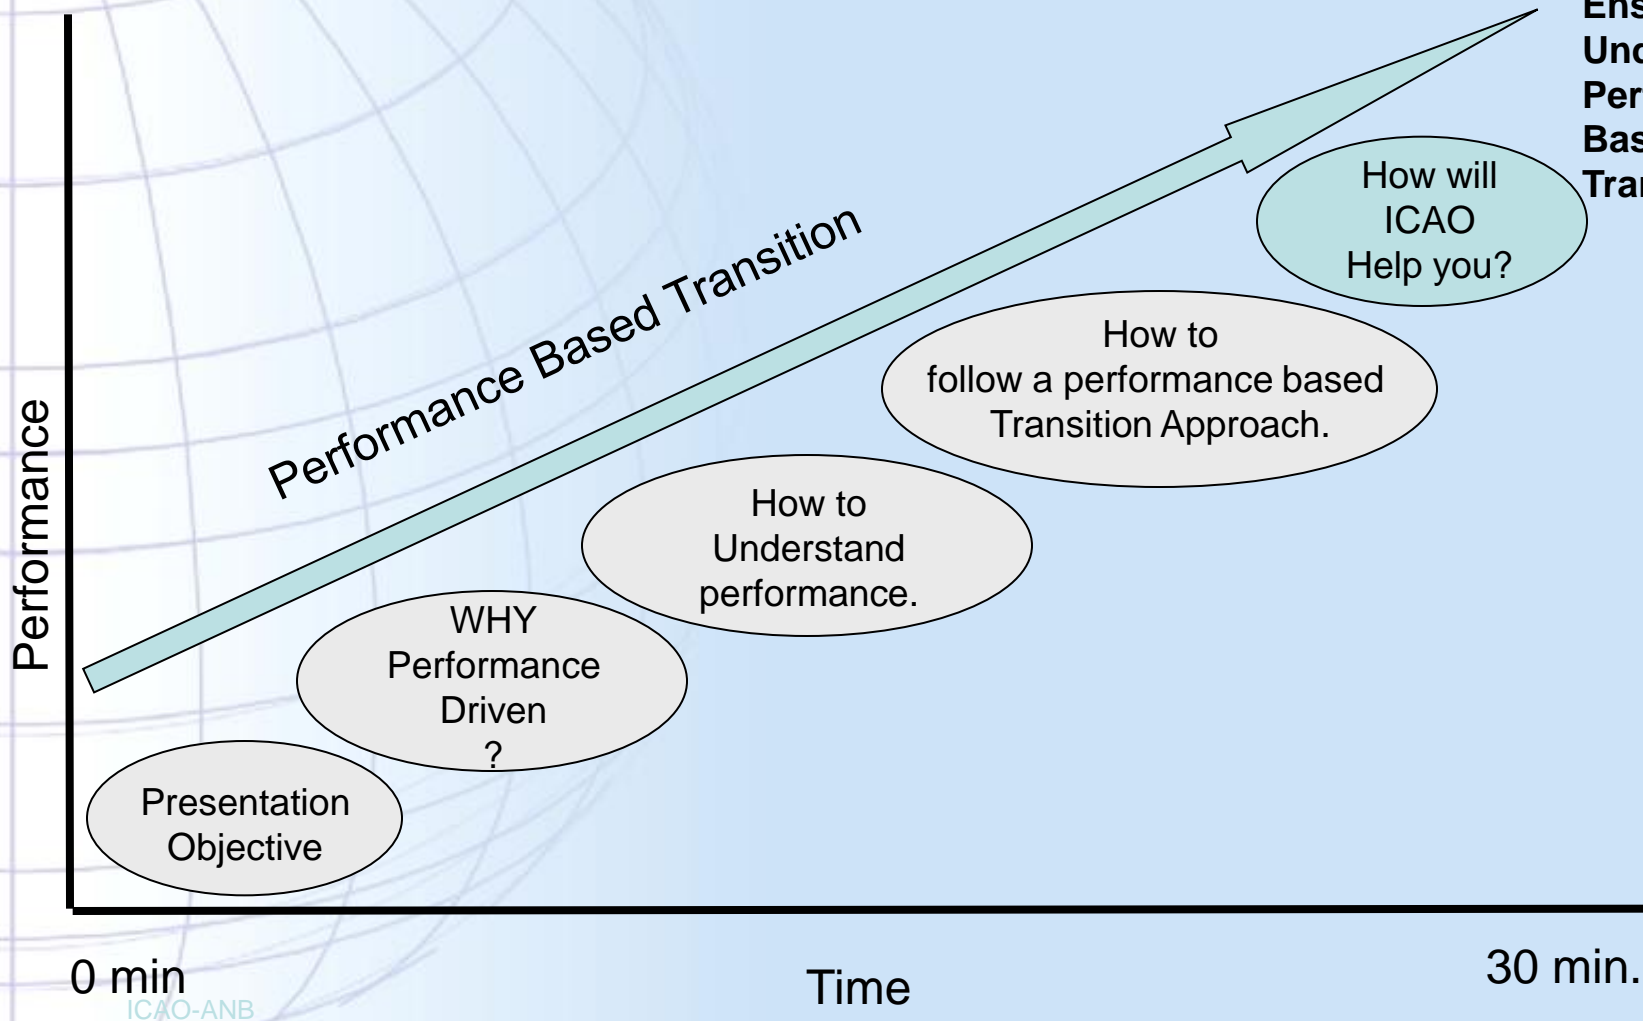 How will
ICAO
Help you?
Performance Based Transition
How to
follow a performance based
Transition Approach.
How to
Understand
performance.
WHY
Performance
Driven
?
Presentation
Objective
Performance
0 min
Time
30 min.
ICAO-ANB